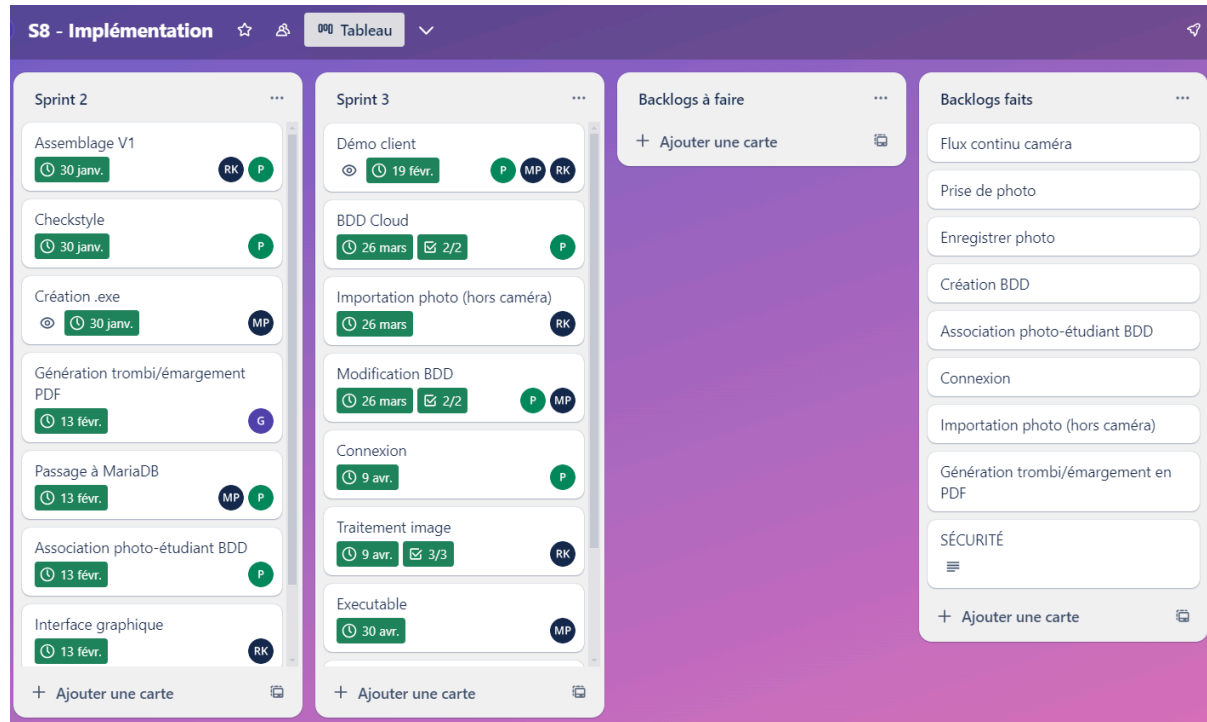 S8 - Implémentation
Tableau
Sprint 2
Assemblage V1
30 janv.
RK P
Checkstyle
30 janv.
P
Création .exe
30 janv.
MP
Génération trombi/émargement
PDF
13 févr.
G
Passage à MariaDB
13 févr.
MP P
Association photo-étudiant BDD
13 févr.
P
Interface graphique
13 févr.
RK
+ Ajouter une carte
Sprint 3
Démo client
19 févr.
P MP RK
BDD Cloud
26 mars 2/2
P
Importation photo (hors caméra)
26 mars
RK
Modification BDD
26 mars 2/2
P MP
Connexion
9 avr.
P
Traitement image
9 avr. 3/3
RK
Executable
30 avr.
MP
+ Ajouter une carte
Backlogs à faire
+ Ajouter une carte
Backlogs faits
Flux continu caméra
Prise de photo
Enregistrer photo
Création BDD
Association photo-étudiant BDD
Connexion
Importation photo (hors caméra)
Génération trombi/émargement en
PDF
SÉCURITÉ
+ Ajouter une carte